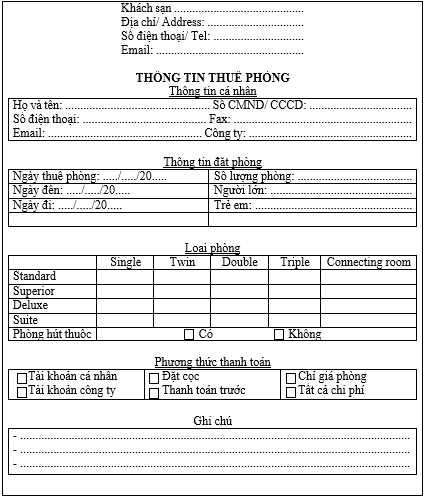 Khách sạn ............................................
Địa chỉ/ Address: .................................
Số điện thoại/ Tel: ...............................
Email: ..................................................
THÔNG TIN THUÊ PHÒNG
Thông tin cá nhân
Họ và tên: .................................................. Số CMND/ CCCD: ...................................
Số điện thoại: .................................................... Fax: .............................................................
Email: .................................................... Công ty: ........................................................
Thông tin đặt phòng
Ngày thuê phòng: ...../...../20..... Số lượng phòng: ......................................
Ngày đến: ...../...../20..... Người lớn: ................................................
Ngày đi: ...../...../20..... Trẻ em: .....................................................
Loại phòng
Single Twin Double Triple Connecting room
Standard
Superior
Deluxe
Suite
Phòng hút thuốc Có Không
Phương thức thanh toán
Tài khoản cá nhân Đặt cọc Chỉ giá phòng
Tài khoản công ty Thanh toán trước Tất cả chi phí
Ghi chú
- ....................................................................................................................................
- ....................................................................................................................................
- ....................................................................................................................................